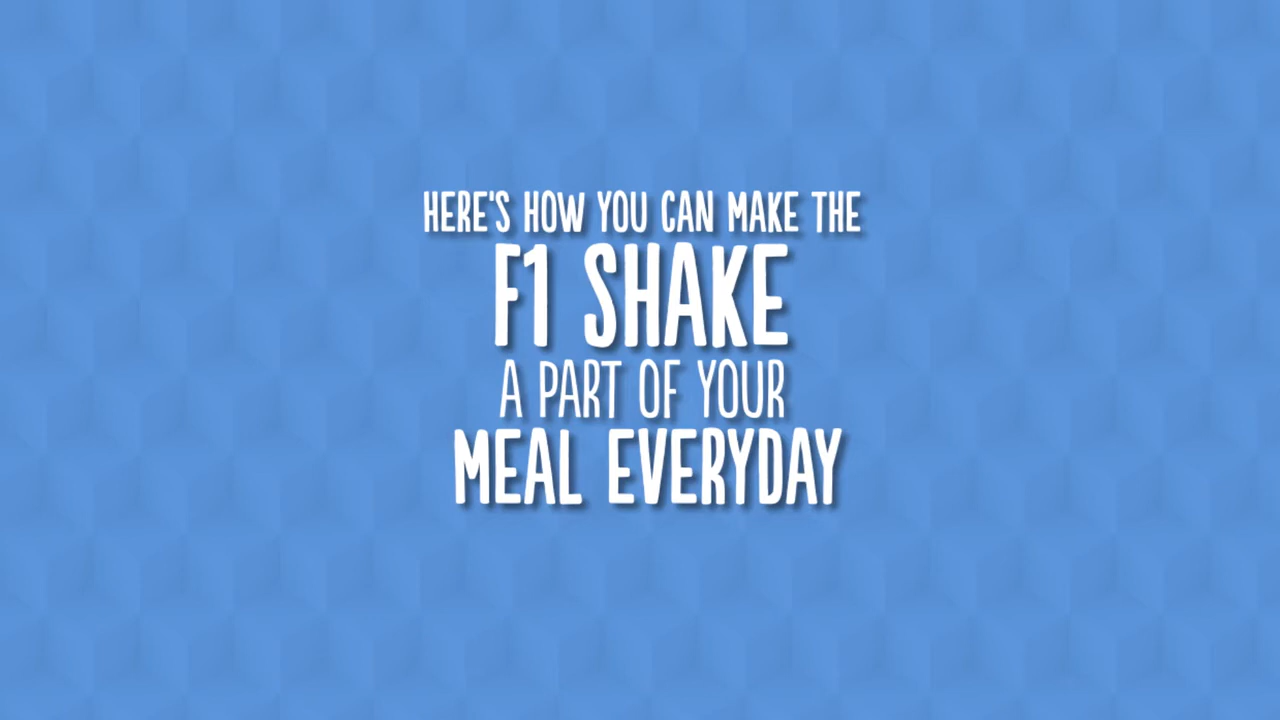 HERE'S HOW YOU CAN MAKE THE
F1 SHAKE
A PART OF YOUR
MEAL EVERYDAY